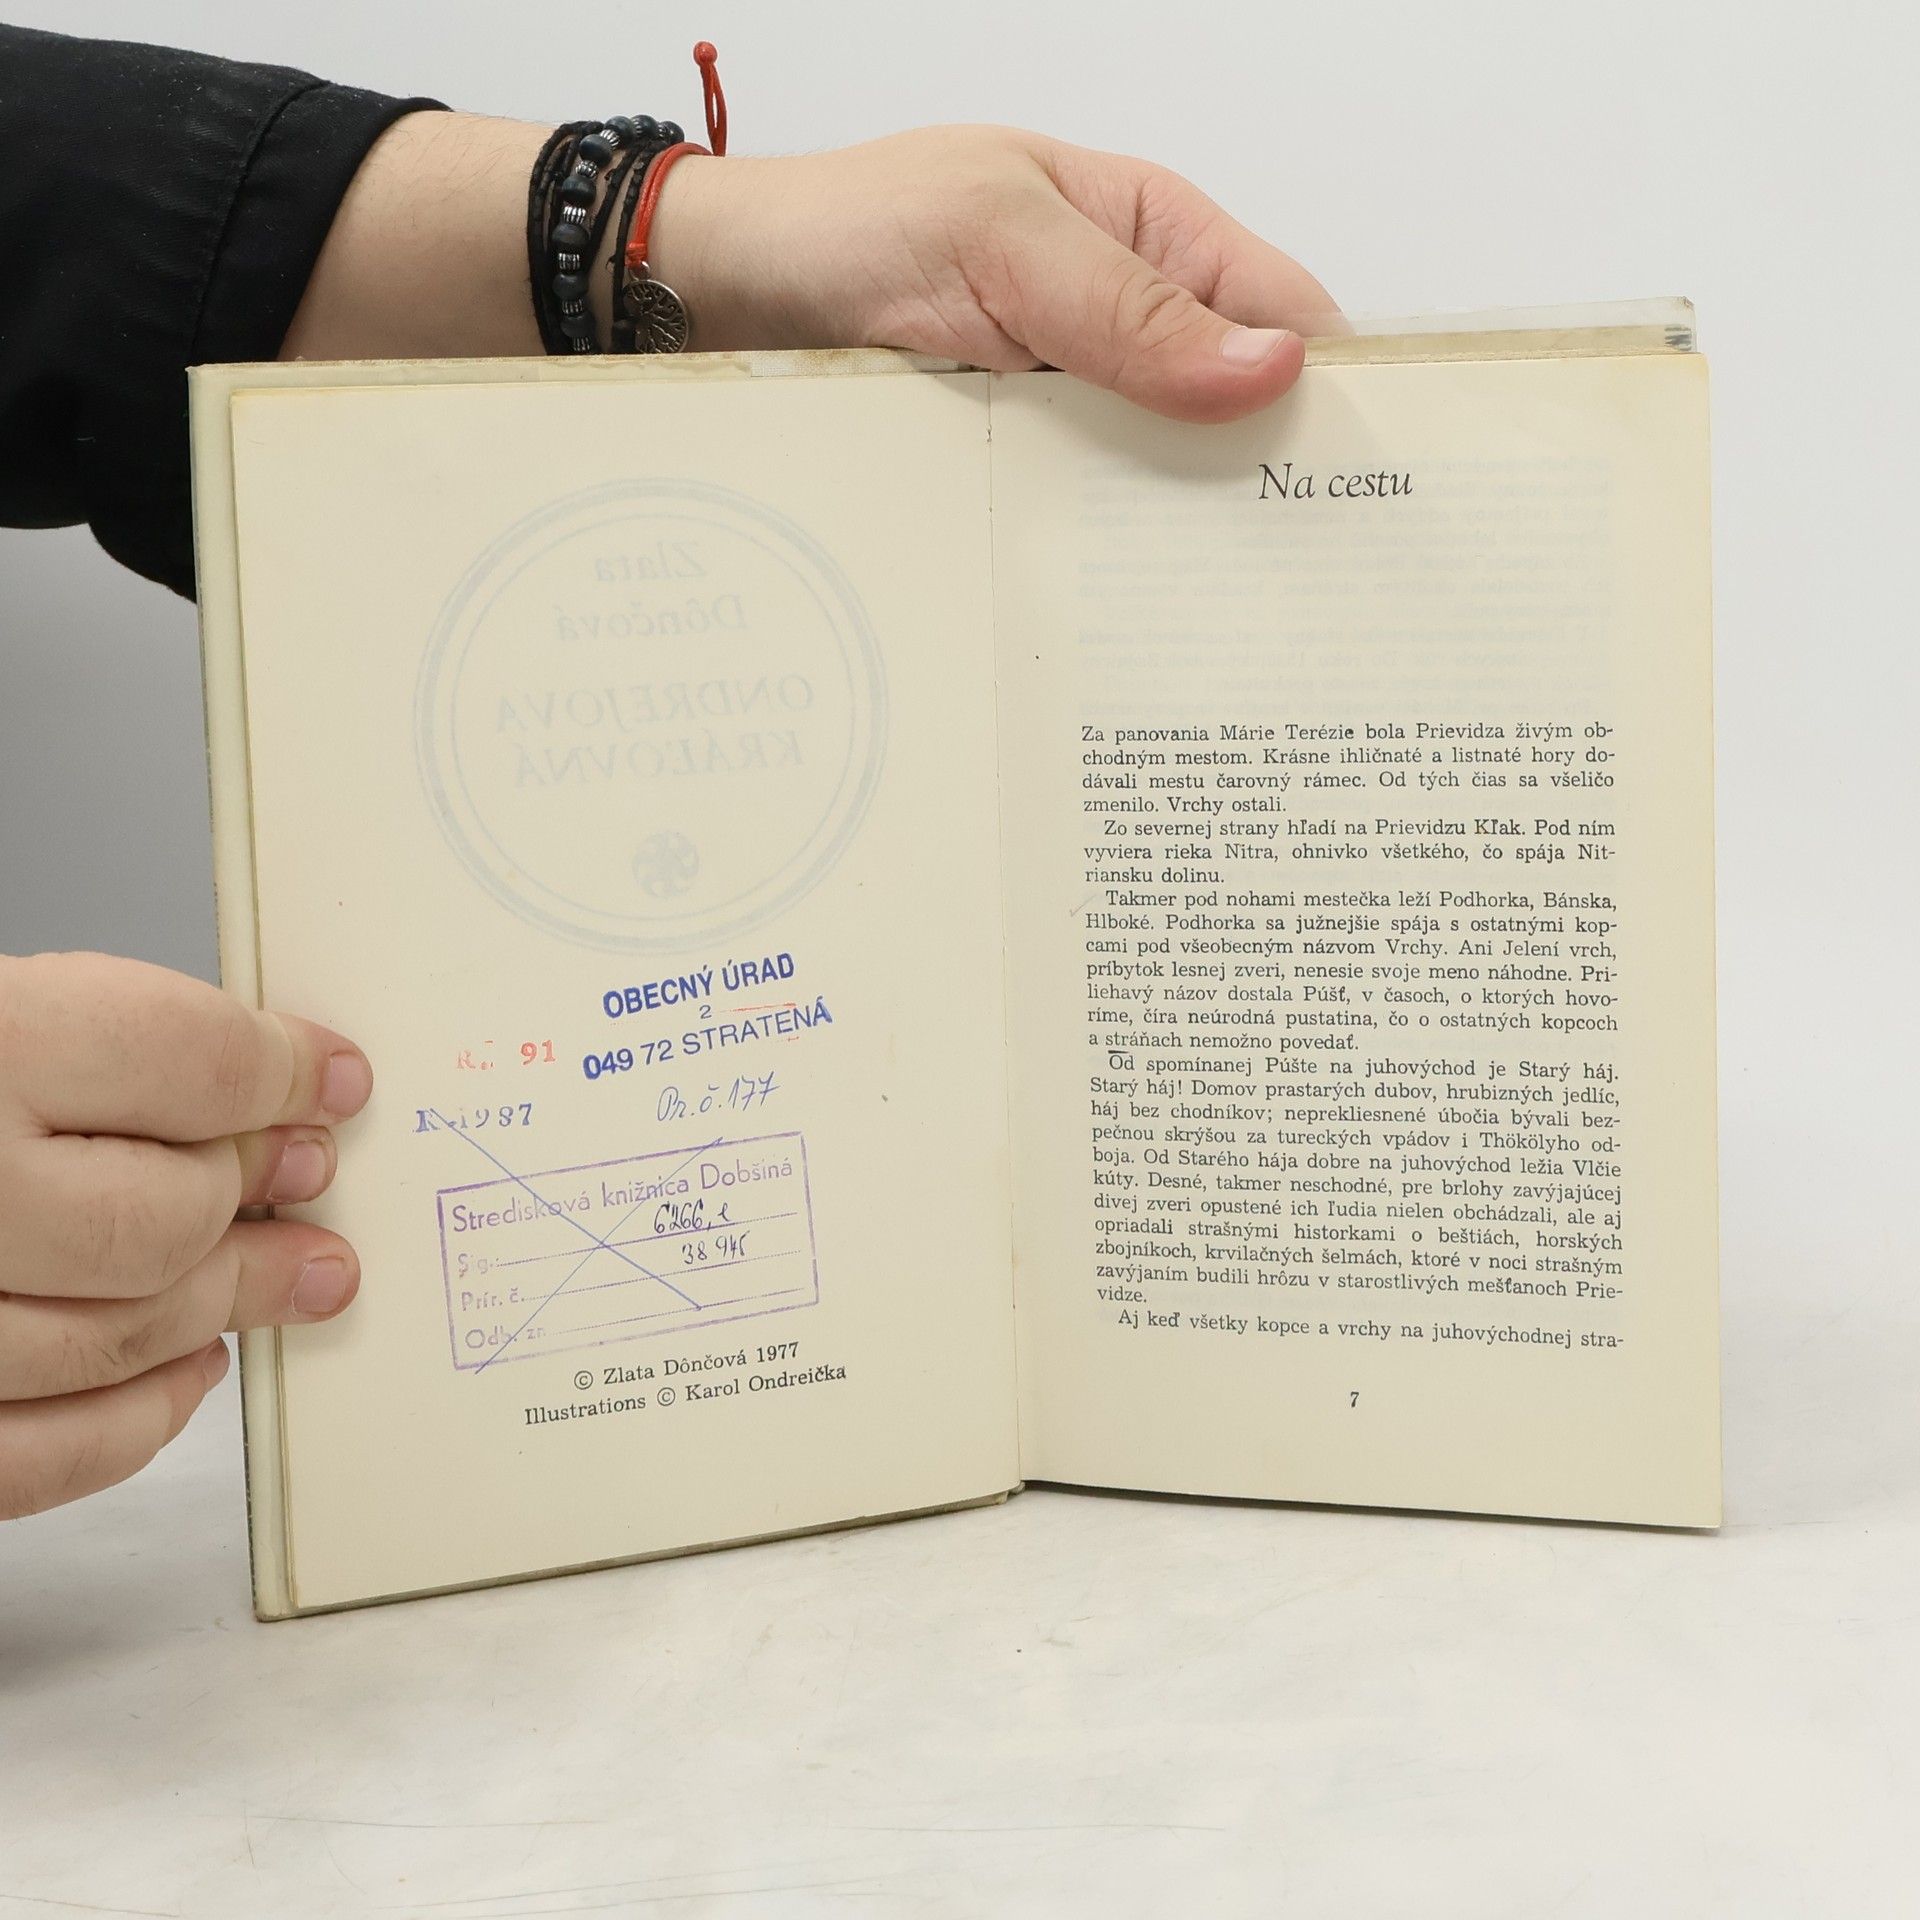 Zlata
Dônčová
ONDREJOVA
KRÁĽOVNÁ
OBECNÝ ÚRAD
2
049 72 STRATENÁ
91
R-1987
Pr. č. 177
Stredisková knižnica Dobšiná
Sig.: 6266,
Prír. č. 38 945
Odb. zn.
© Zlata Dônčová 1977
Illustrations © Karol Ondreička
Na cestu
Za panovania Márie Terézie bola Prievidza živým ob-
chodným mestom. Krásne ihličnaté a listnaté hory do-
dávali mestu čarovný rámec. Od tých čias sa všeličo
zmenilo. Vrchy ostali.
Zo severnej strany hľadí na Prievidzu Kľak. Pod ním
vyviera rieka Nitra, ohnivko všetkého, čo spája Nit-
riansku dolinu.
Takmer pod nohami mestečka leží Podhorka, Bánska,
Hlboké. Podhorka sa južnejšie spája s ostatnými kop-
cami pod všeobecným názvom Vrchy. Ani Jelení vrch,
príbytok lesnej zveri, nenesie svoje meno náhodne. Pri-
liehavý názov dostala Púšť, v časoch, o ktorých hovo-
ríme, číra neúrodná pustatina, čo o ostatných kopcoch
a stráňach nemožno povedať.
Od spomínanej Púšte na juhovýchod je Starý háj.
Starý háj! Domov prastarých dubov, hrubizných jedlíc,
háj bez chodníkov; neprekliesnené úbočia bývali bez-
pečnou skrýšou za tureckých vpádov i Thökölyho od-
boja. Od Starého hája dobre na juhovýchod ležia Vlčie
kúty. Desné, takmer neschodné, pre brlohy zavýjajúcej
divej zveri opustené ich ľudia nielen obchádzali, ale aj
opriadali strašnými historkami o beštiách, horských
zbojníkoch, krvilačných šelmách, ktoré v noci strašným
zavýjaním budili hrôzu v starostlivých mešťanoch Prie-
vidze.
Aj keď všetky kopce a vrchy na juhovýchodnej stra-
7